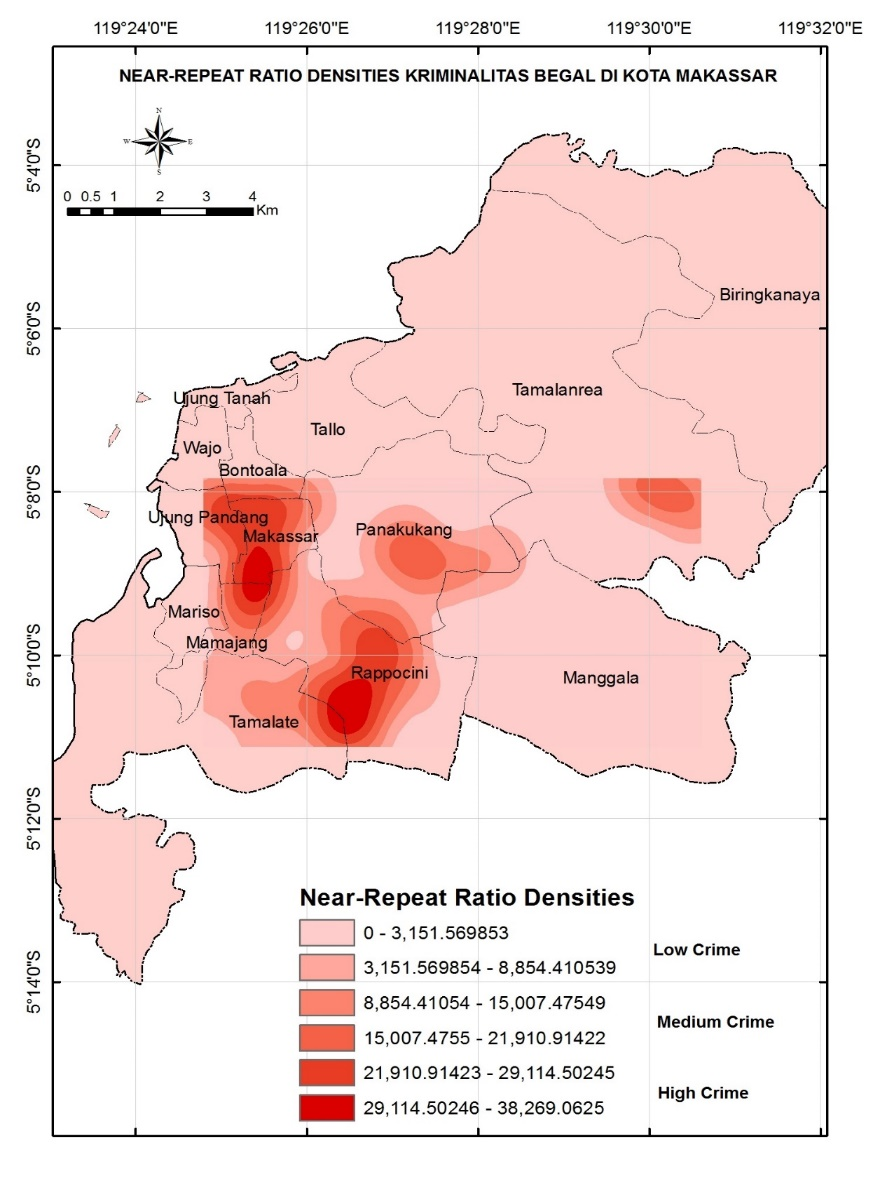 119°24'0"E 119°26'0"E 119°28'0"E 119°30'0"E 119°32'0"E
NEAR-REPEAT RATIO DENSITIES KRIMINALITAS BEGAL DI KOTA MAKASSAR
N
W E
S
5°4'0"S
0 0.5 1 2 3 4
Km
Biringkanaya
5°6'0"S
Tamalanrea
Ujung Tanah
Tallo
Wajo
Bontoala
5°8'0"S
Ujung Pandang
Panakukang
Makassar
Mariso
Mamajang
5°10'0"S
Rappocini
Manggala
Tamalate
5°12'0"S
Near-Repeat Ratio Densities
0 - 3,151.569853
Low Crime
3,151.569854 - 8,854.410539
5°14'0"S
8,854.41054 - 15,007.47549
Medium Crime
15,007.4755 - 21,910.91422
21,910.91423 - 29,114.50245
High Crime
29,114.50246 - 38,269.0625